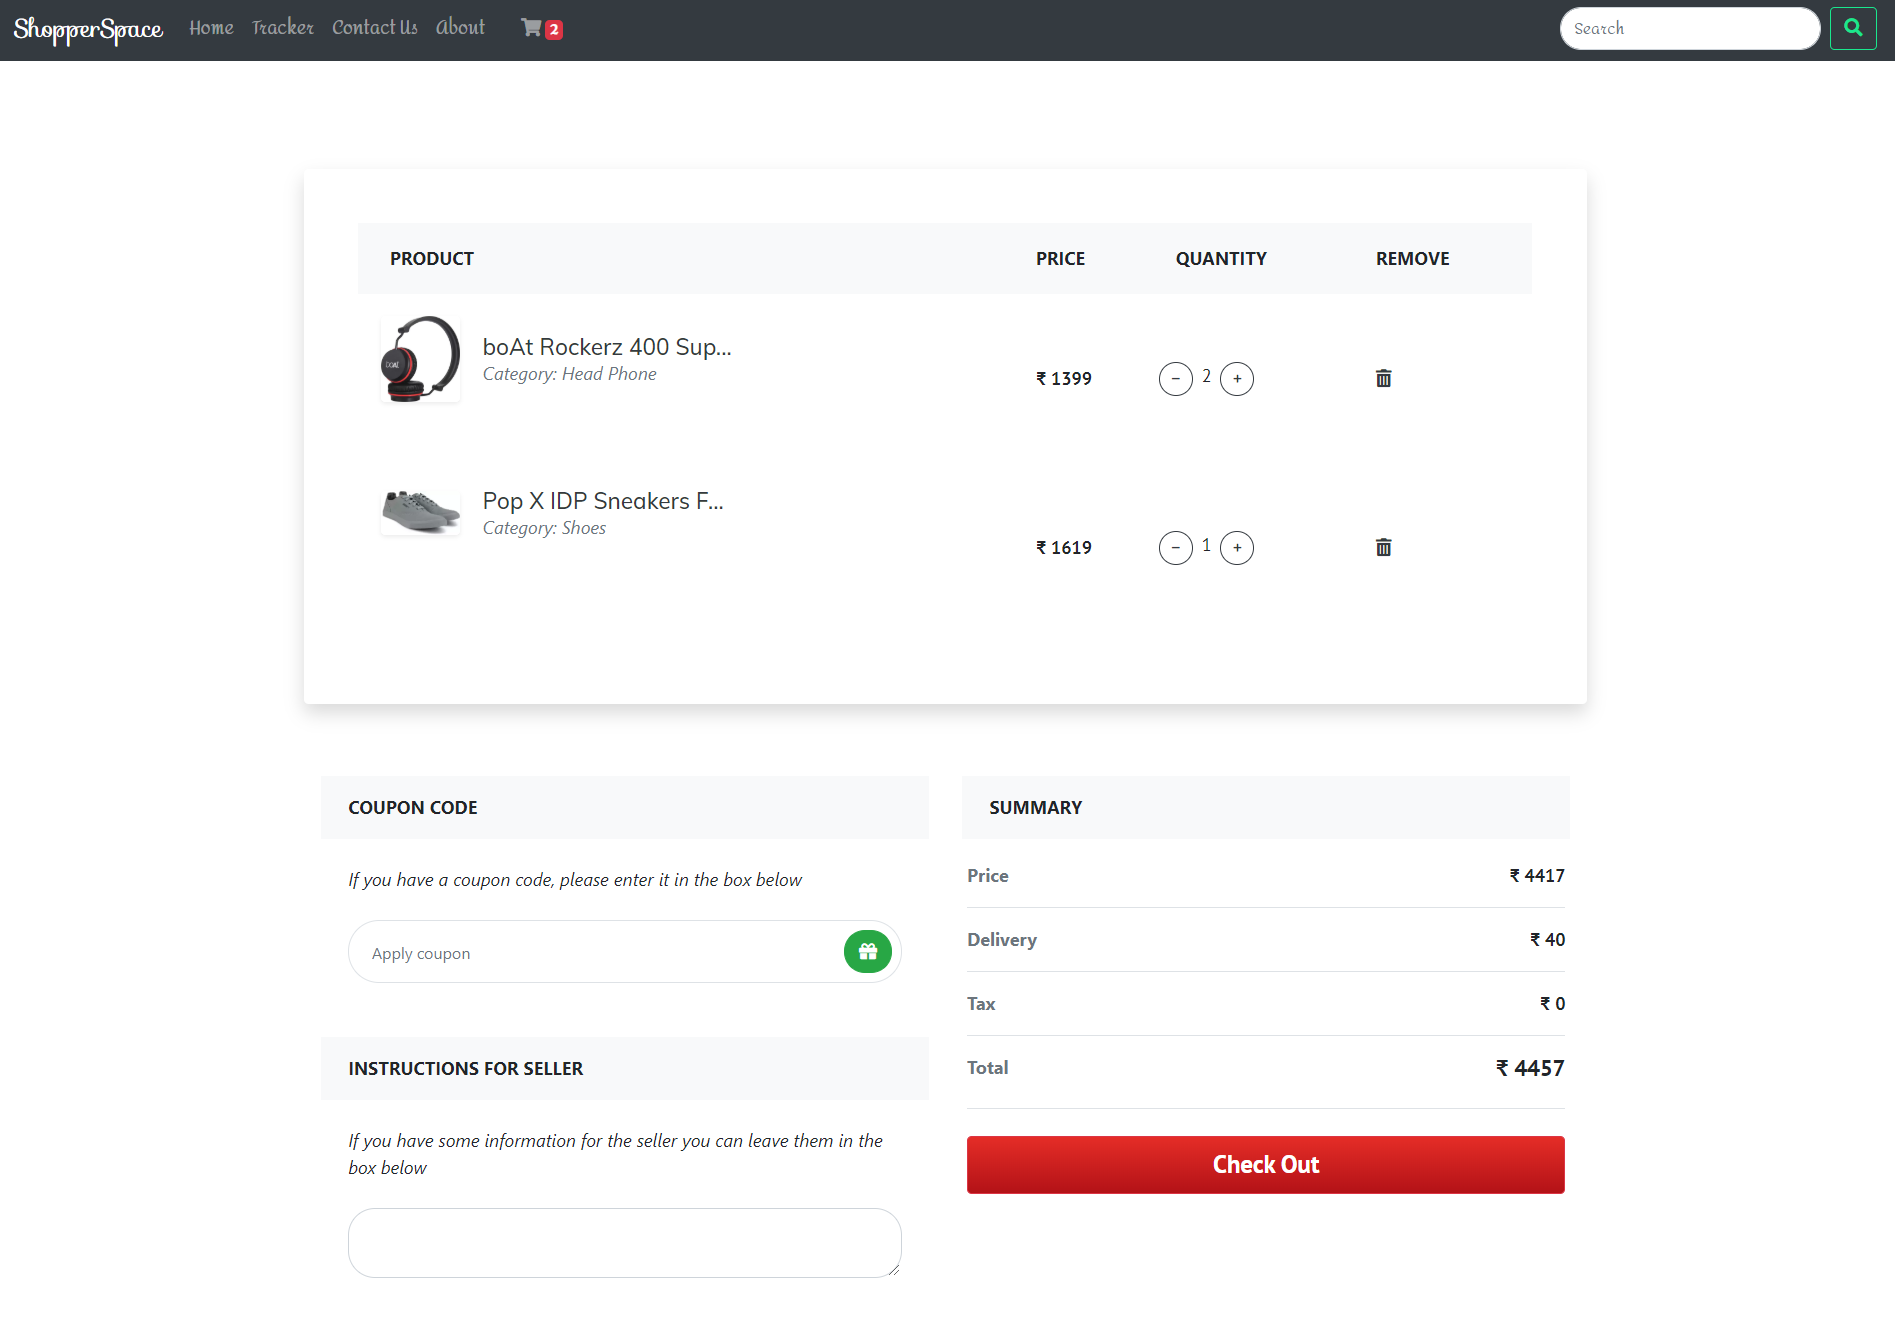 ShopperSpace Home Tracker Contact Us About 2 Search
PRODUCT PRICE QUANTITY REMOVE
boAt Rockerz 400 Sup...
Category: Head Phone
₹ 1399 − 2 +
Pop X IDP Sneakers F...
Category: Shoes
₹ 1619 − 1 +
COUPON CODE
If you have a coupon code, please enter it in the box below
Apply coupon
INSTRUCTIONS FOR SELLER
If you have some information for the seller you can leave them in the
box below
SUMMARY
Price ₹ 4417
Delivery ₹ 40
Tax ₹ 0
Total ₹ 4457
Check Out